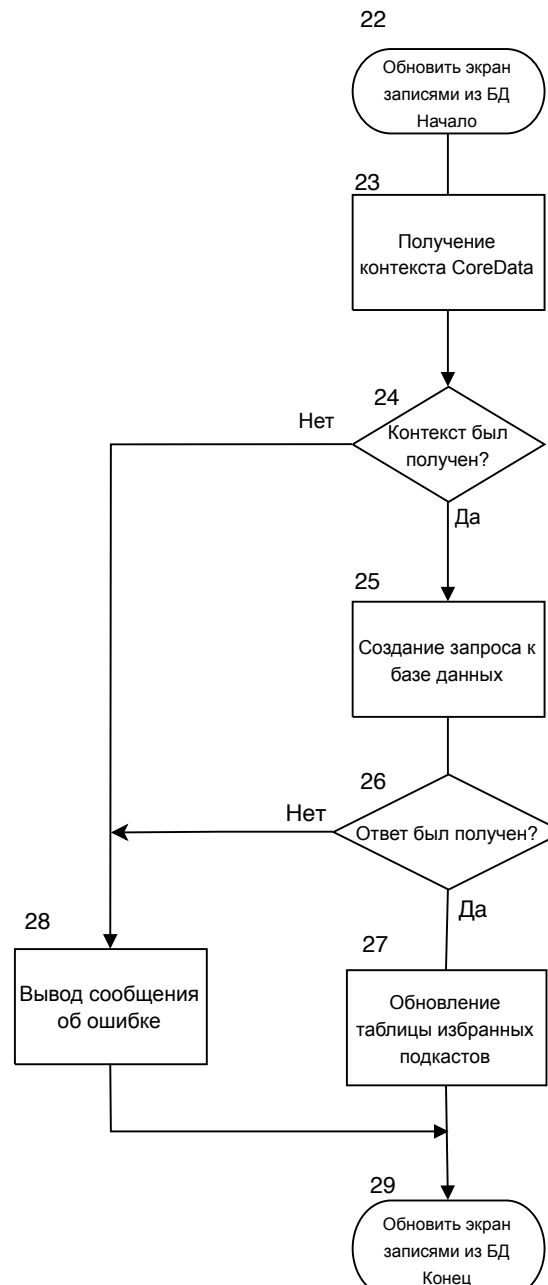 22
Обновить экран
записями из БД
Начало
23
Получение
контекста CoreData
24
Нет
Контекст был
получен?
Да
25
Создание запроса к
базе данных
26
Нет
Ответ был получен?
Да
28
27
Вывод сообщения
об ошибке
Обновление
таблицы избранных
подкастов
29
Обновить экран
записями из БД
Конец